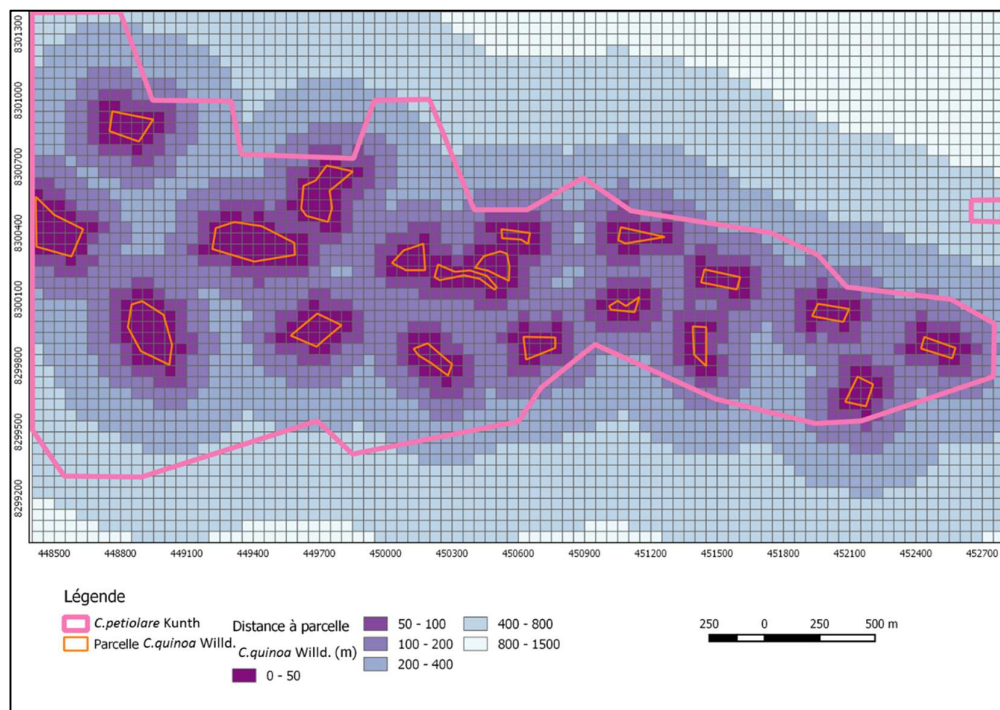 8301300
8301000
8300700
8300400
8300100
8299800
8299500
8299200
448500 448800 449100 449400 449700 450000 450300 450600 450900 451200 451500 451800 452100 452400 452700
Légende
C.petiolare Kunth
Parcelle C.quinoa Willd.
Distance à parcelle
C.quinoa Willd. (m)
0 - 50
50 - 100
100 - 200
200 - 400
400 - 800
800 - 1500
250 0 250 500 m